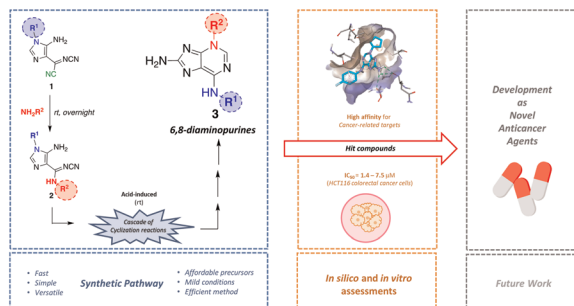 R¹
N
NH₂
N
NCN
CN
1
NH₂R²
rt, overnight
R¹
N
NH₂
N
NCN
HN
R²
2
Acid-induced
(rt)
Cascade of
Cyclization reactions
R²
N
N
H₂N
N
N
HN
R¹
3
6,8-diaminopurines
High affinity for
Cancer-related targets
Hit compounds
IC₅₀ = 1.4 – 7.5 µM
(HCT116 colorectal cancer cells)
Development
as
Novel
Anticancer
Agents
• Fast
• Simple
• Versatile
Synthetic Pathway
• Affordable precursors
• Mild conditions
• Efficient method
In silico and in vitro
assessments
Future Work